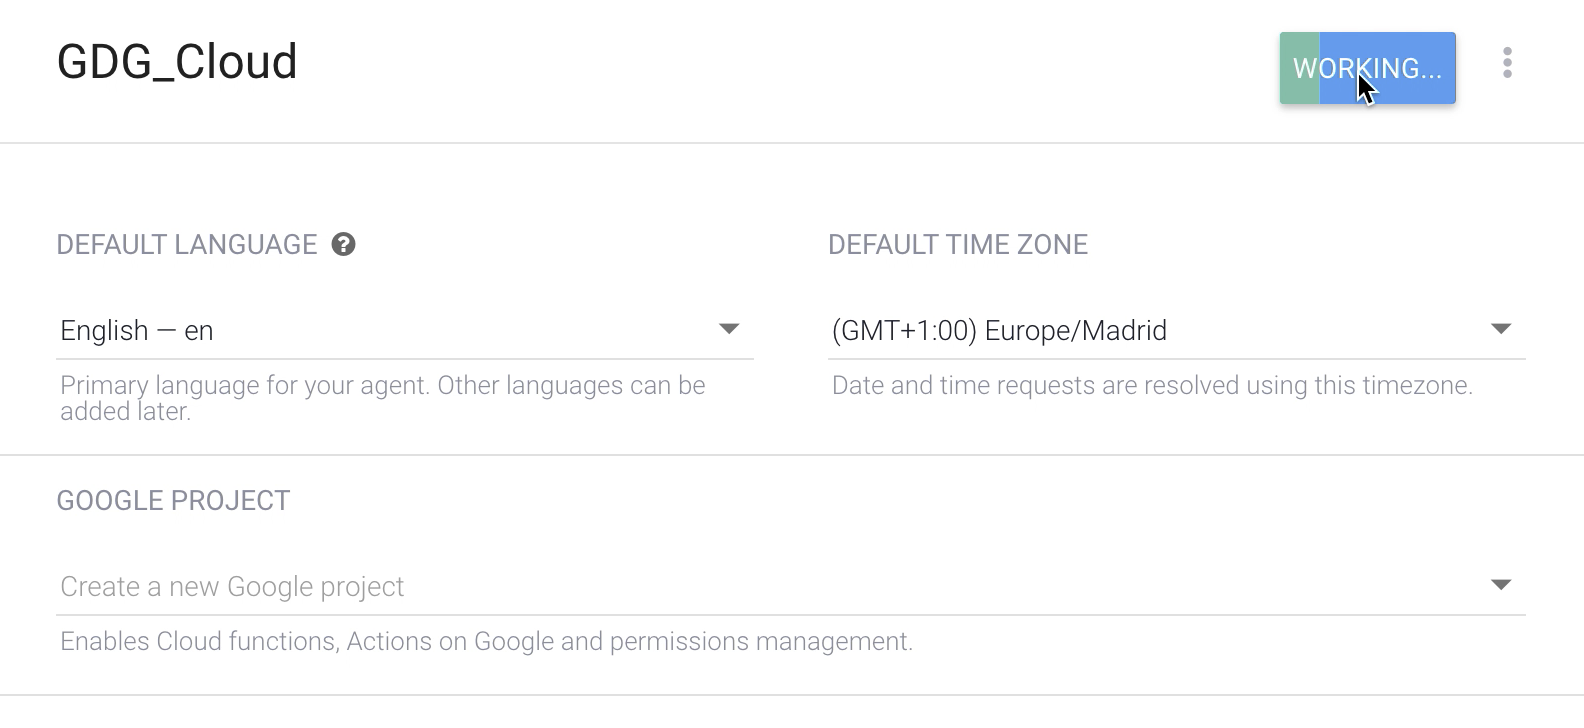 GDG_Cloud
WORKING...
DEFAULT LANGUAGE ?
DEFAULT TIME ZONE
English — en
(GMT+1:00) Europe/Madrid
Primary language for your agent. Other languages can be
added later.
Date and time requests are resolved using this timezone.
GOOGLE PROJECT
Create a new Google project
Enables Cloud functions, Actions on Google and permissions management.